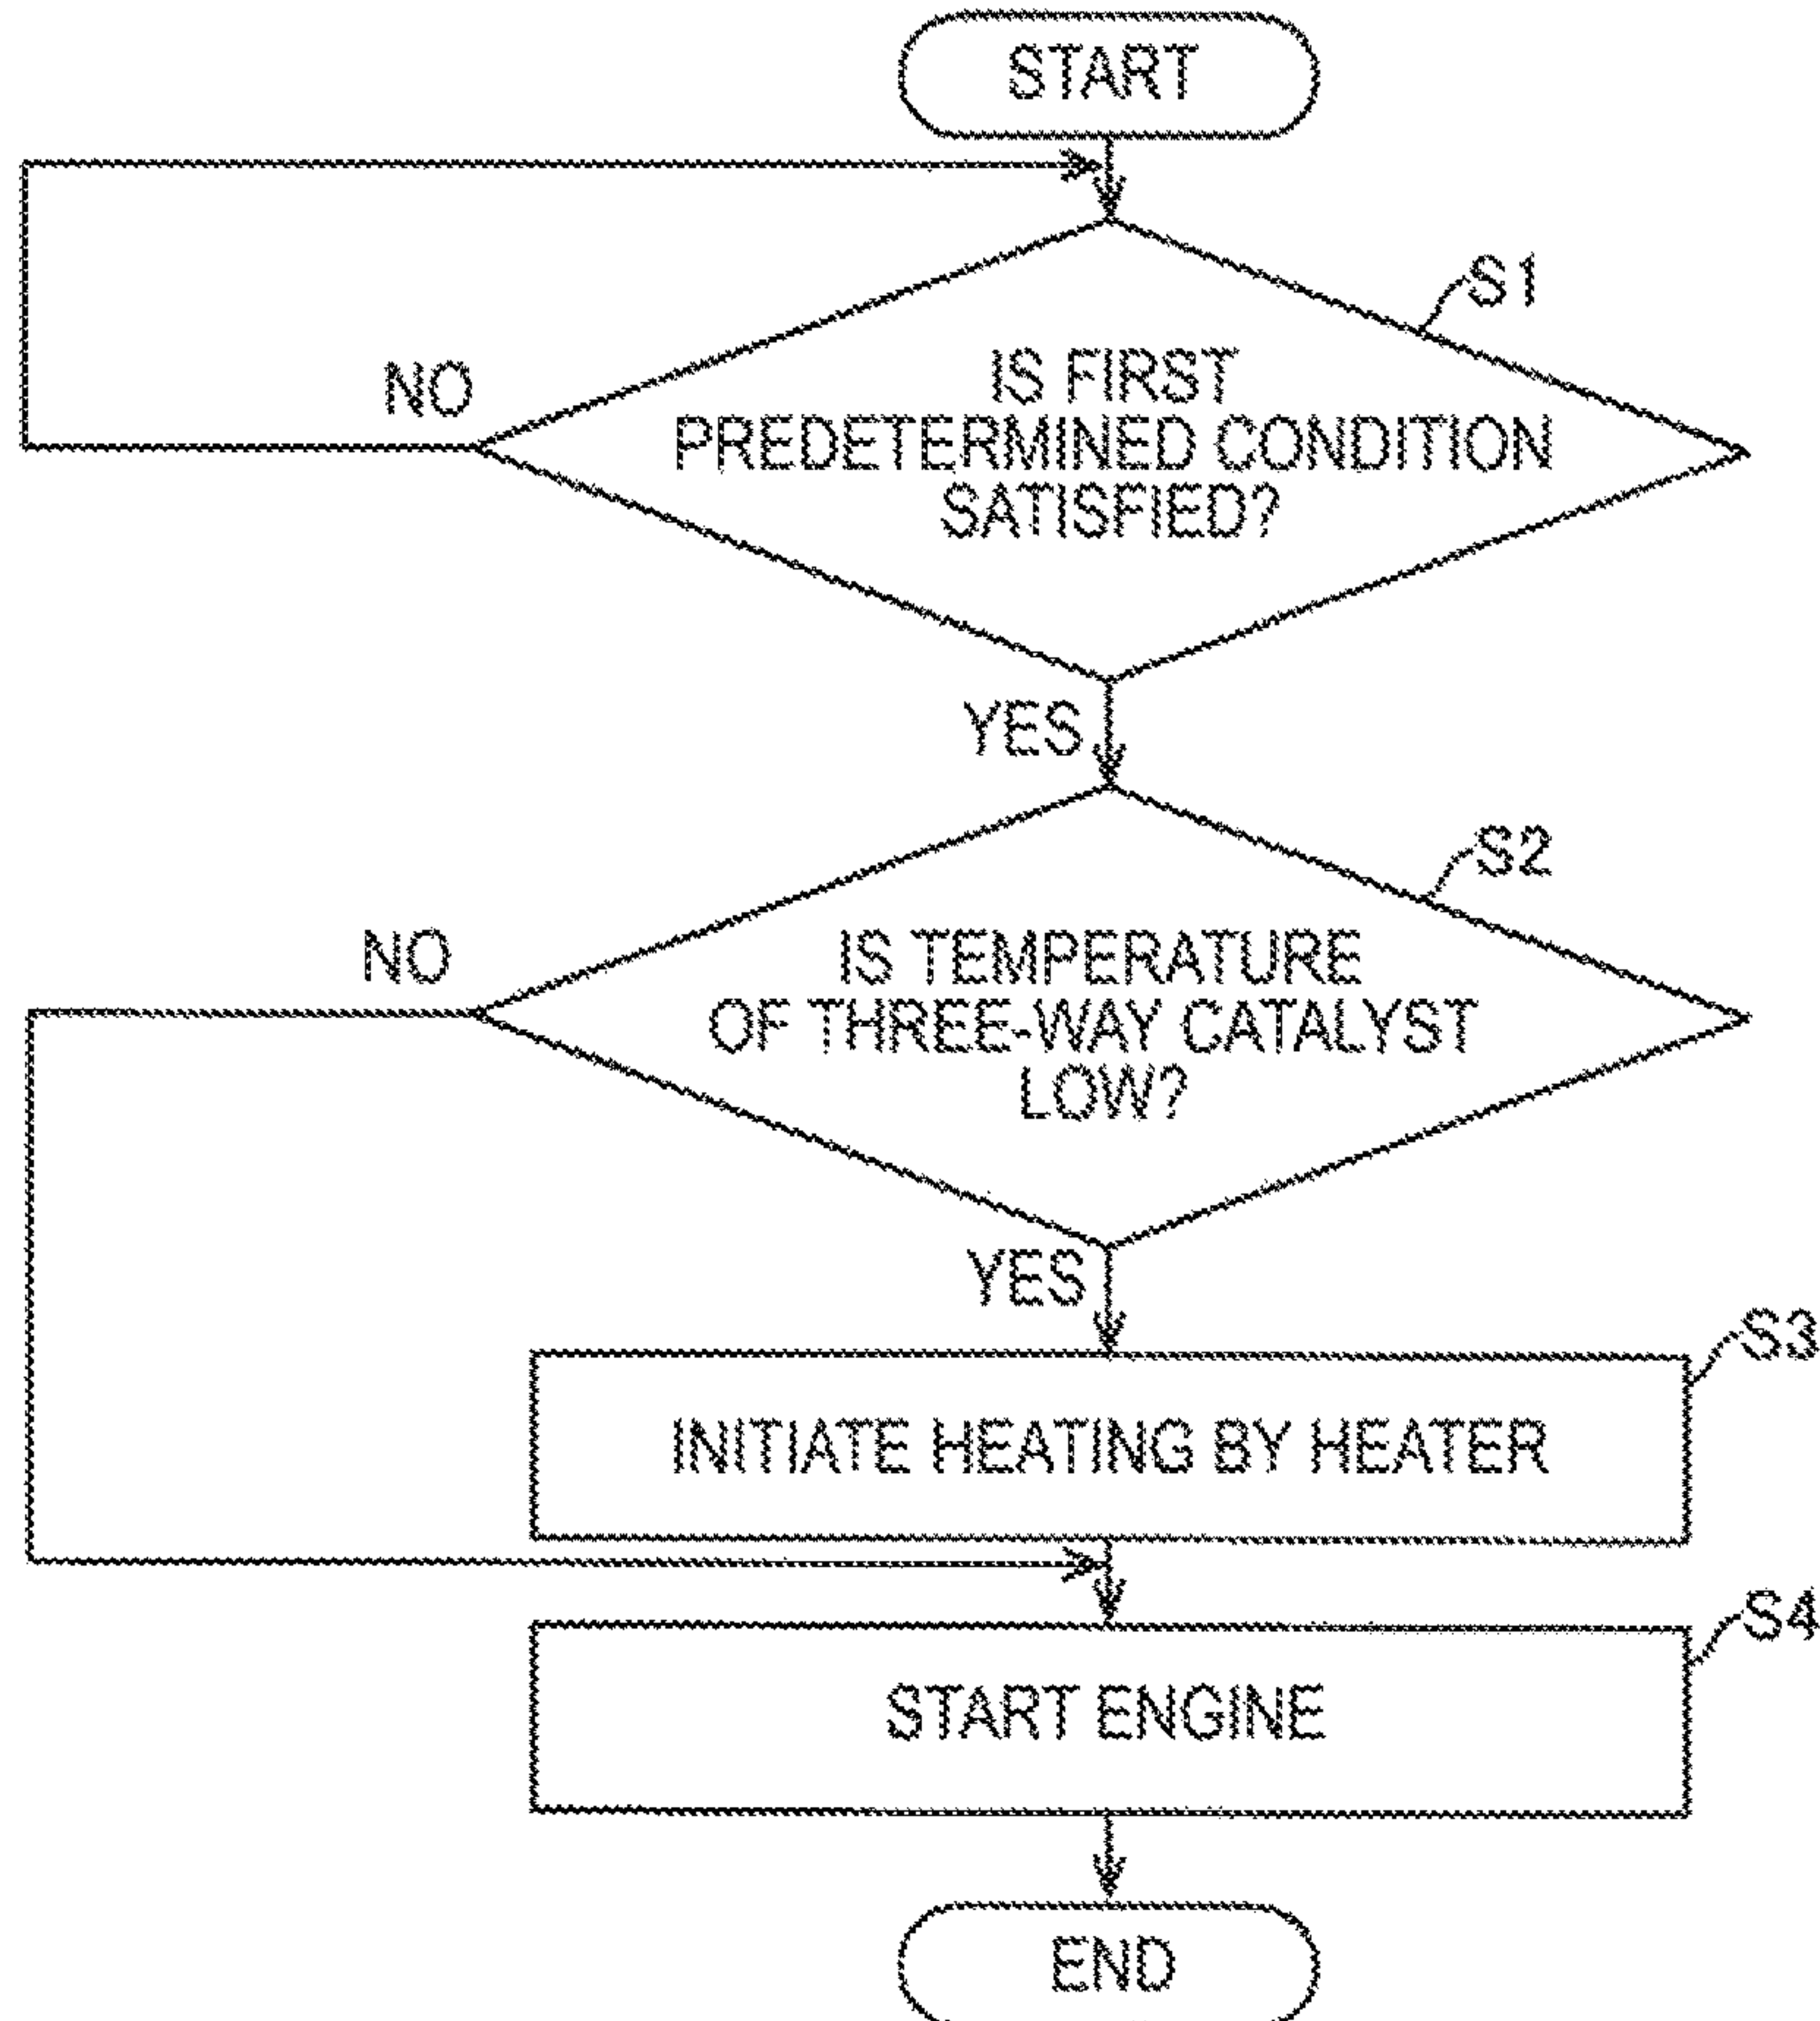 START
S1
IS FIRST
PREDETERMINED CONDITION
SATISFIED?
NO
YES
S2
IS TEMPERATURE
OF THREE-WAY CATALYST
LOW?
NO
YES
S3
INITIATE HEATING BY HEATER
S4
START ENGINE
END